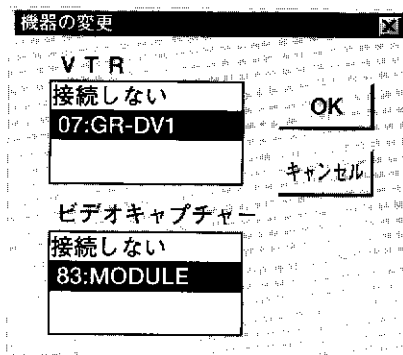 機器の変更
VTR
接続しない
07:GR-DV1
OK
キャンセル
ビデオキャプチャー
接続しない
83:MODULE